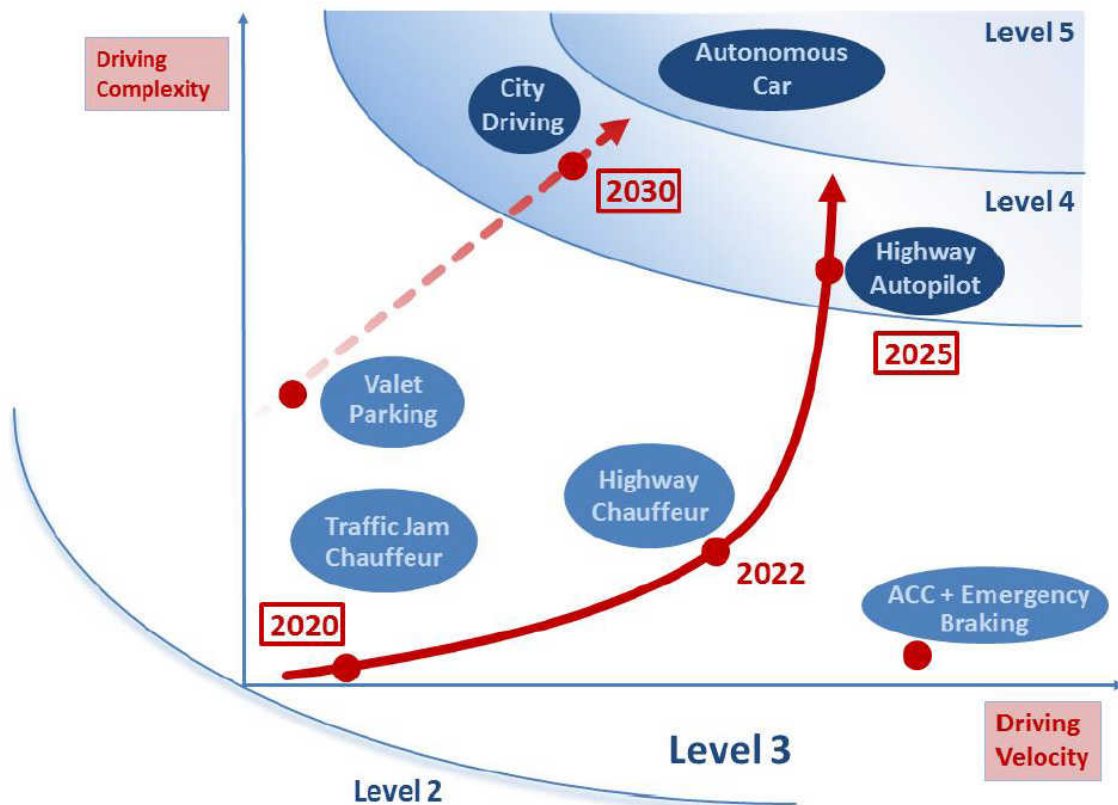 Driving
Complexity
Level 5
Autonomous
Car
City
Driving
2030
Level 4
Highway
Autopilot
2025
Valet
Parking
Highway
Chauffeur
Traffic Jam
Chauffeur
2022
ACC + Emergency
Braking
2020
Driving
Velocity
Level 3
Level 2